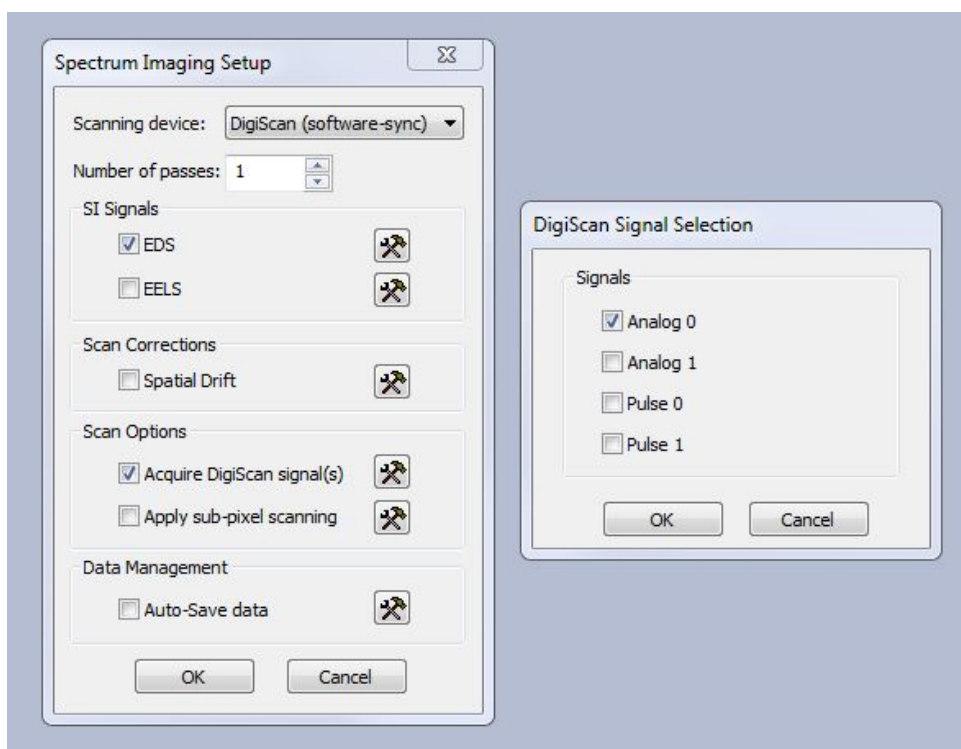 Spectrum Imaging Setup
Scanning device: DigiScan (software-sync)
Number of passes: 1
SI Signals
EDS
EELS
Scan Corrections
Spatial Drift
Scan Options
Acquire DigiScan signal(s)
Apply sub-pixel scanning
Data Management
Auto-Save data
OK Cancel
DigiScan Signal Selection
Signals
Analog 0
Analog 1
Pulse 0
Pulse 1
OK Cancel